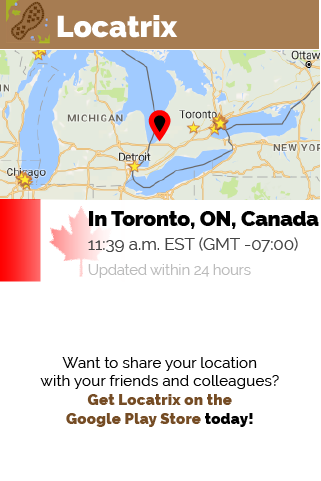 Locatrix
Ottawa
MICHIGAN
Toronto
Detroit
NEW YOR
Chicago
In Toronto, ON, Canada
11:39 a.m. EST (GMT -07:00)
Updated within 24 hours
Want to share your location
with your friends and colleagues?
Get Locatrix on the
Google Play Store today!